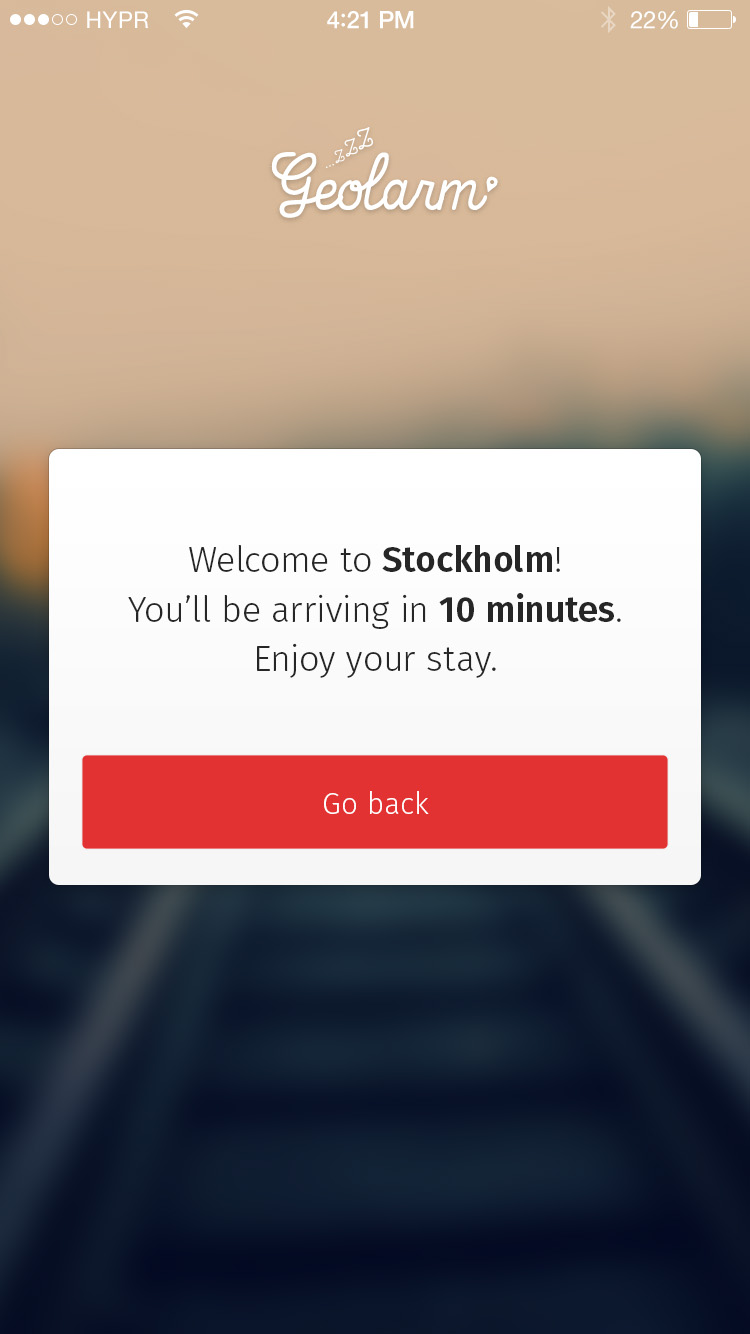 HYPR 4:21 PM 22%
...zZZ
Geolarm
Welcome to Stockholm!
You’ll be arriving in 10 minutes.
Enjoy your stay.
Go back